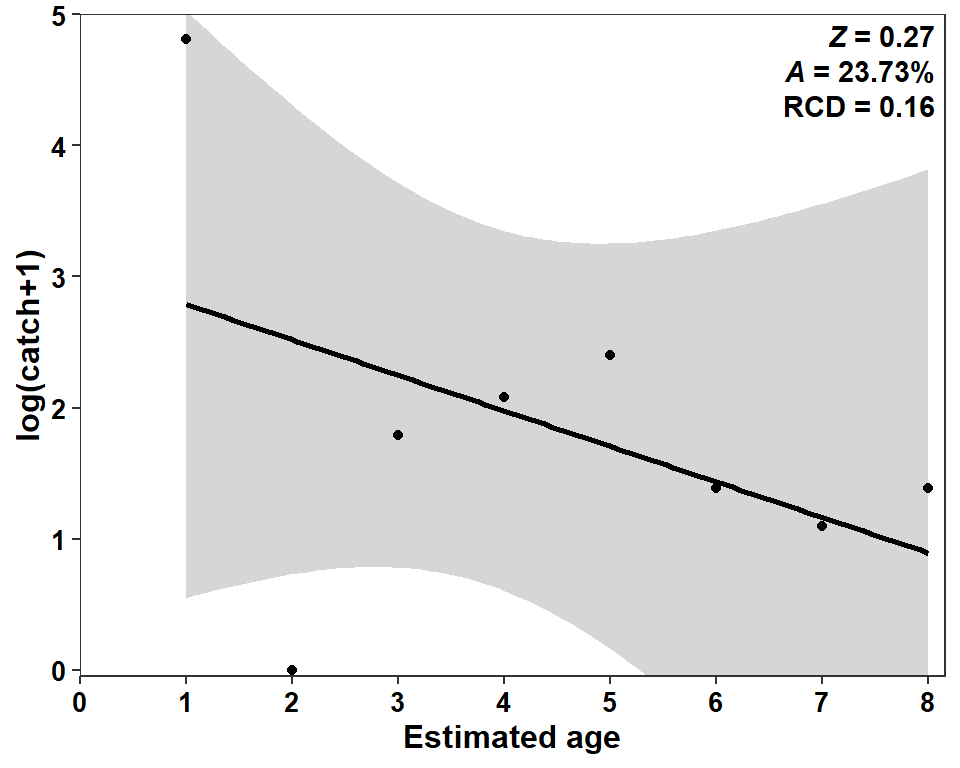 Z = 0.27
A = 23.73%
RCD = 0.16
log(catch+1)
5
4
3
2
1
0
0 1 2 3 4 5 6 7 8
Estimated age